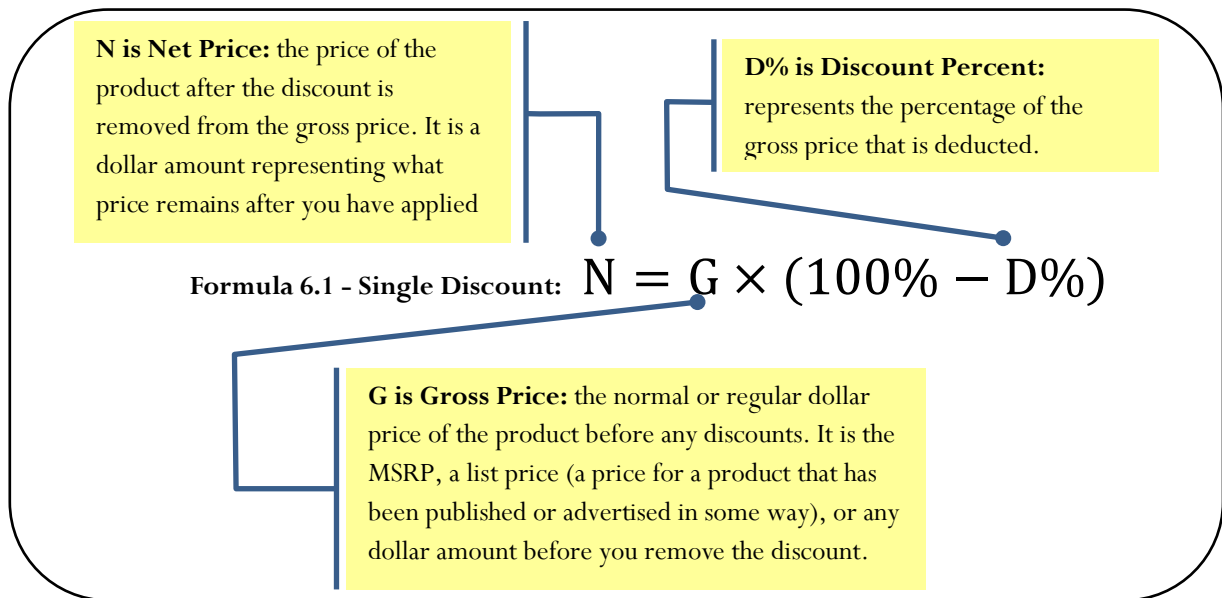 N is Net Price: the price of the
product after the discount is
removed from the gross price. It is a
dollar amount representing what
price remains after you have applied
D% is Discount Percent:
represents the percentage of the
gross price that is deducted.
Formula 6.1 - Single Discount: N = G × (100% − D%)
G is Gross Price: the normal or regular dollar
price of the product before any discounts. It is the
MSRP, a list price (a price for a product that has
been published or advertised in some way), or any
dollar amount before you remove the discount.